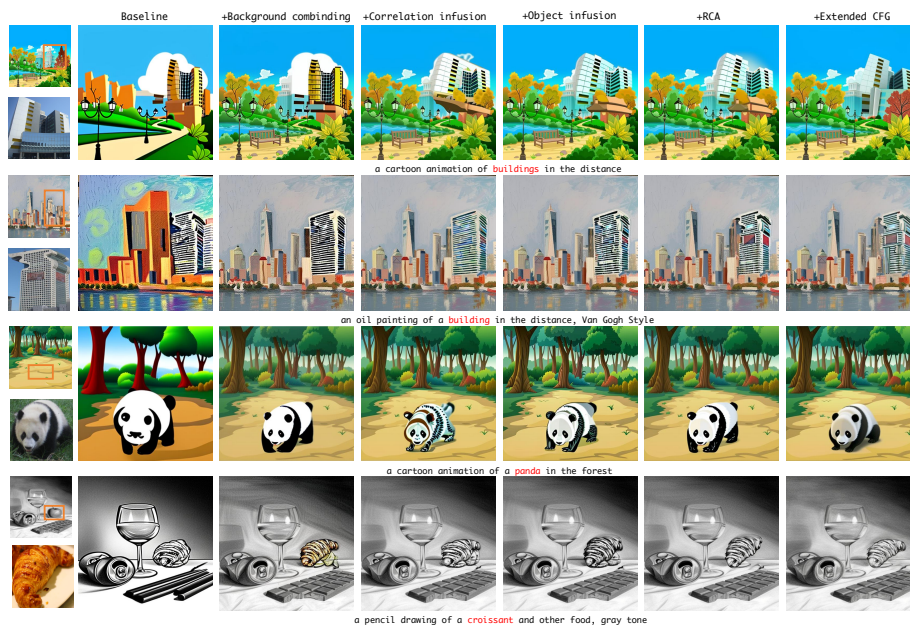 Baseline
+Background combinding
+Correlation infusion
+Object infusion
+RCA
+Extended CFG
a cartoon animation of buildings in the distance
an oil painting of a building in the distance, Van Gogh Style
a cartoon animation of a panda in the forest
a pencil drawing of a croissant and other food, gray tone